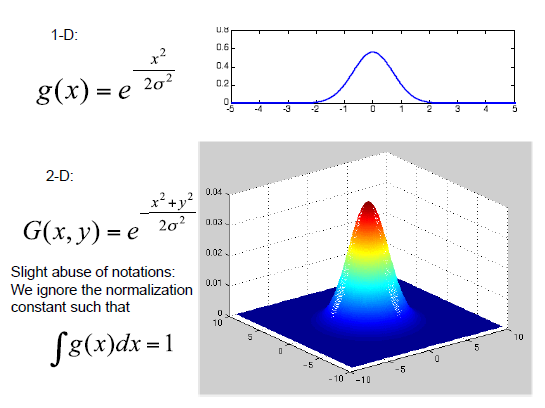 1-D:
g(x) = e^{-\frac{x^2}{2σ^2}}
0.8
0.6
0.4
0.2
0
-5 -4 -3 -2 -1 0 1 2 3 4 5
2-D:
G(x, y) = e^{-\frac{x^2+y^2}{2σ^2}}
Slight abuse of notations:
We ignore the normalization
constant such that
∫g(x)dx = 1
0.04
0.03
0.02
0.01
0
10 5 0 -5 -10
-10 -5 0 5 10